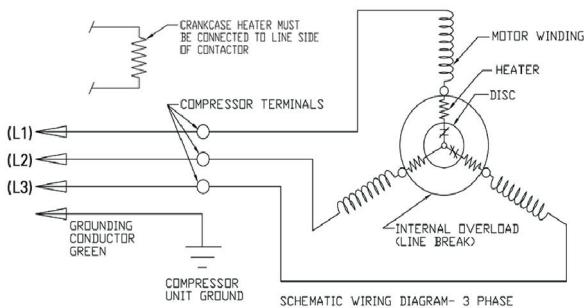 CRANKCASE HEATER MUST
BE CONNECTED TO LINE SIDE
OF CONTACTOR
MOTOR WINDING
HEATER
DISC
COMPRESSOR TERMINALS
(L1)
(L2)
(L3)
GROUNDING
CONDUCTOR
GREEN
COMPRESSOR
UNIT GROUND
INTERNAL OVERLOAD
(LINE BREAK)
SCHEMATIC WIRING DIAGRAM- 3 PHASE